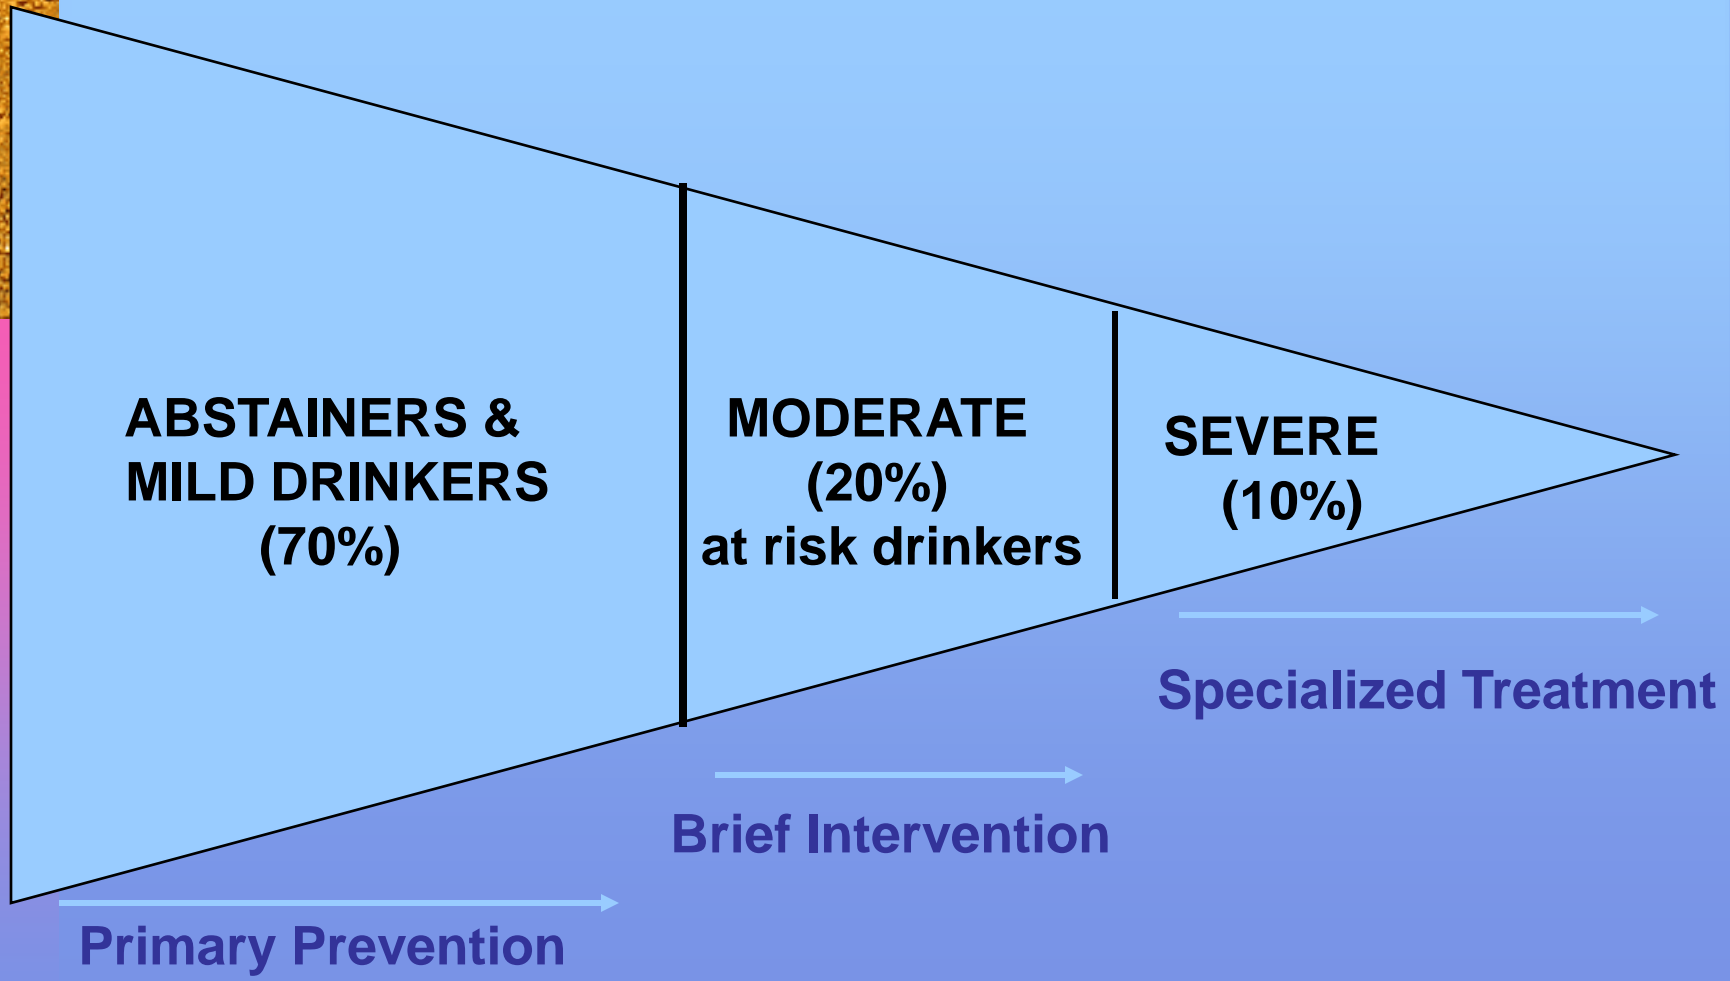 ABSTAINERS &
MILD DRINKERS
(70%)
MODERATE
(20%)
at risk drinkers
SEVERE
(10%)
Specialized Treatment
Brief Intervention
Primary Prevention